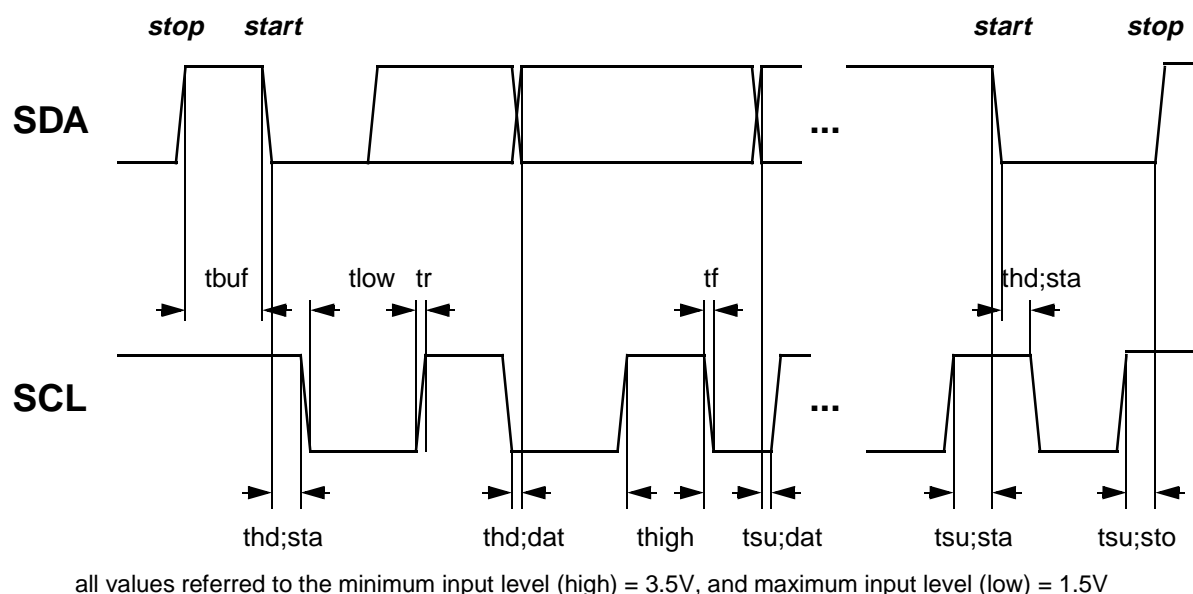 stop start start stop
SDA ...
tbuf tlow tr tf thd;sta
SCL ...
thd;sta thd;dat thigh tsu;dat tsu;sta tsu;sto
all values referred to the minimum input level (high) = 3.5V, and maximum input level (low) = 1.5V